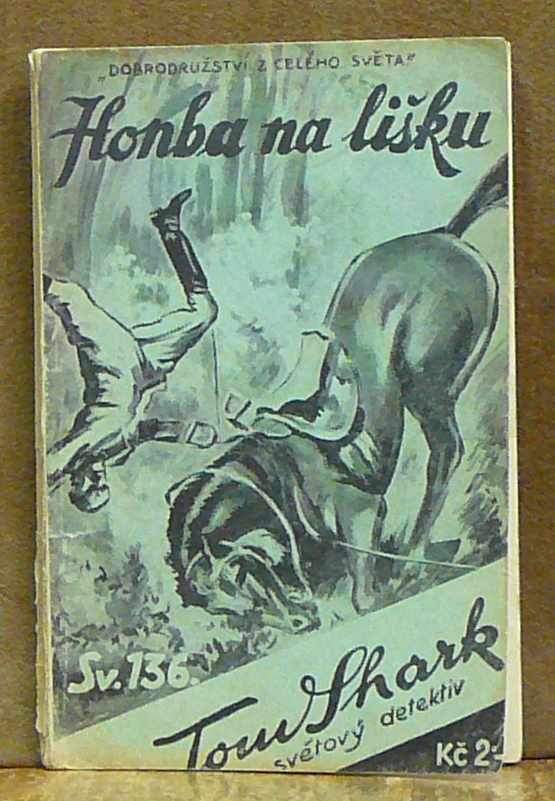 „DOBRODRUŽSTVÍ Z CELÉHO SVĚTA"
Honba na lišku
Sv. 136.
Tom Shark
světový detektiv
Kč 2·-